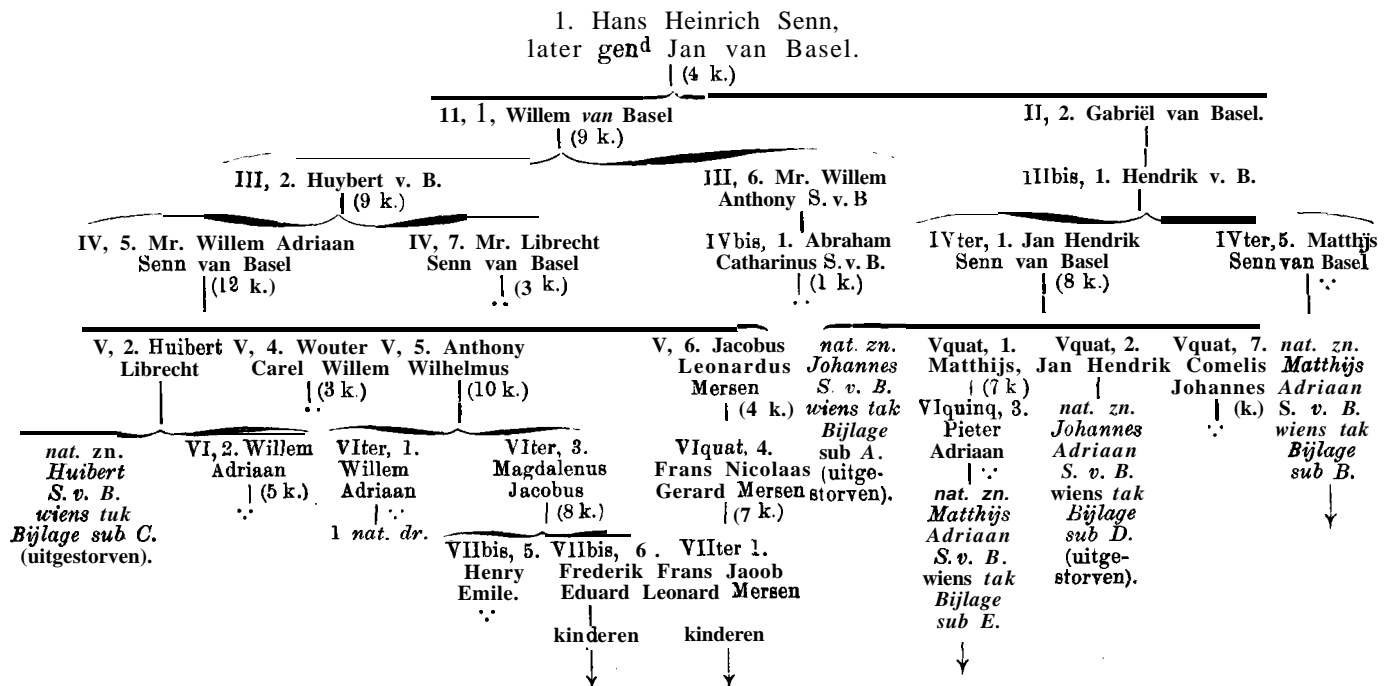 1. Hans Heinrich Senn,
later gend Jan van Basel.
(4 k.)
11, 1, Willem van Basel
(9 k.)
II, 2. Gabriël van Basel.
III, 2. Huybert v. B.
(9 k.)
III, 6. Mr. Willem
Anthony S. v. B
IIIbis, 1. Hendrik v. B.
IV, 5. Mr. Willem Adriaan
Senn van Basel
(12 k.)
IV, 7. Mr. Librecht
Senn van Basel
(3 k.)
IVbis, 1. Abraham
Catharinus S. v. B.
(1 k.)
IVter, 1. Jan Hendrik
Senn van Basel
(8 k.)
IVter, 5. Matthijs
Senn van Basel
V, 2. Huibert
Librecht
V, 4. Wouter
Carel Willem
(3 k.)
V, 5. Anthony
Wilhelmus
(10 k.)
V, 6. Jacobus
Leonardus
Mersen
(4 k.)
nat. zn.
Johannes
S. v. B.
wiens tak
Bijlage
sub A.
(uitge-
storven).
Vquat, 1.
Matthijs,
(7 k)
Vquat, 2.
Jan Hendrik
Vquat, 7.
Comelis
Johannes
(k.)
nat. zn.
Matthijs
Adriaan
S. v. B.
wiens tak
Bijlage
sub B.
nat. zn.
Huibert
S. v. B.
wiens tuk
Bijlage sub C.
(uitgestorven).
VI, 2. Willem
Adriaan
(5 k.)
VIter, 1.
Willem
Adriaan
1 nat. dr.
VIter, 3.
Magdalenus
Jacobus
(8 k.)
VIquat, 4.
Frans Nicolaas
Gerard Mersen
(7 k.)
VIquinq, 3.
Pieter
Adriaan
nat. zn.
Matthijs
Adriaan
S. v. B.
wiens tak
Bijlage
sub E.
nat. zn.
Johannes
Adriaan
S. v. B.
wiens tak
Bijlage
sub D.
(uitge-
storven).
VIIbis, 5.
Henry
Emile.
VIIbis, 6.
Frederik
Eduard
kinderen
VIIter 1.
Frans Jaoob
Leonard Mersen
kinderen